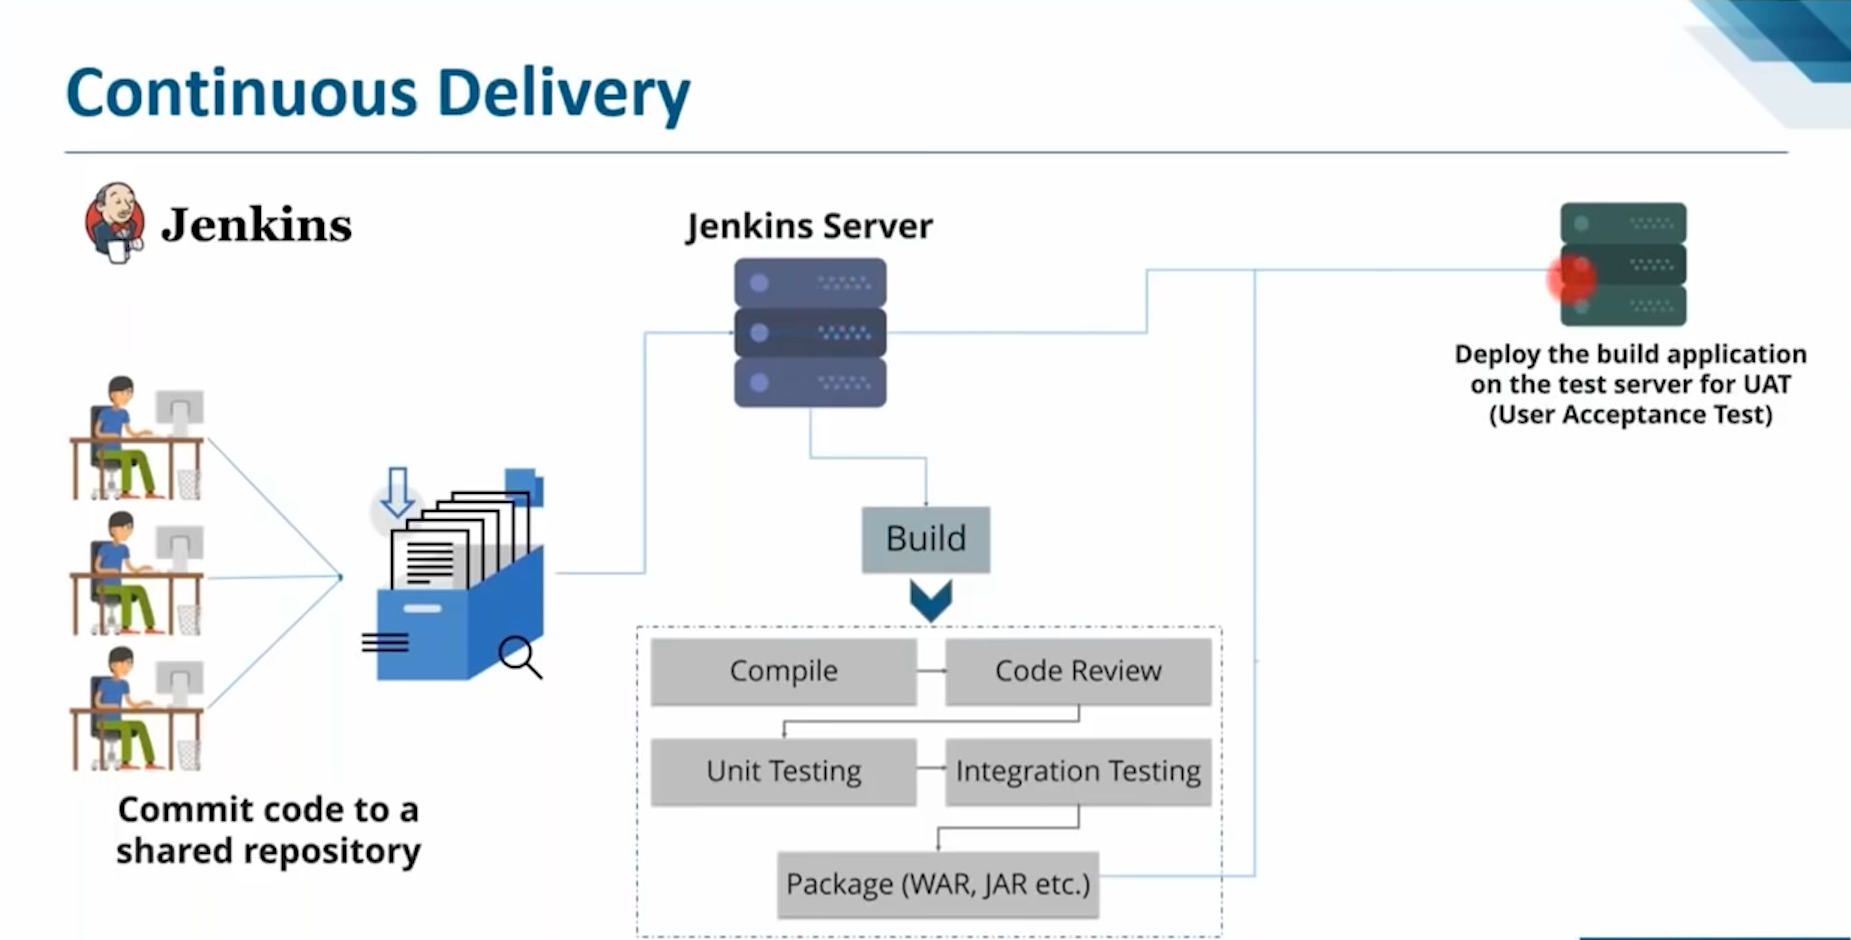 Continuous Delivery
Jenkins
Jenkins Server
Deploy the build application
on the test server for UAT
(User Acceptance Test)
Build
Compile
Code Review
Unit Testing
Integration Testing
Package (WAR, JAR etc.)
Commit code to a
shared repository